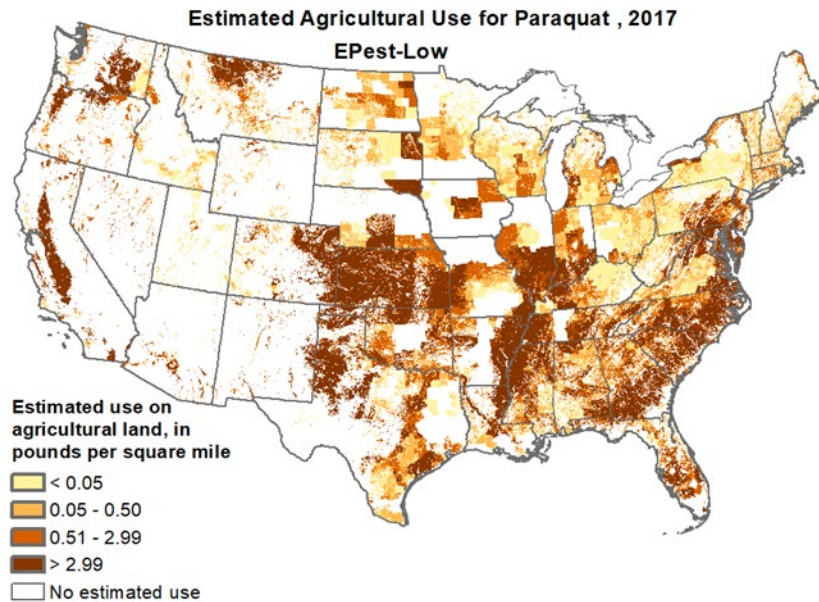 Estimated Agricultural Use for Paraquat , 2017
EPest-Low
Estimated use on
agricultural land, in
pounds per square mile
< 0.05
0.05 - 0.50
0.51 - 2.99
> 2.99
No estimated use